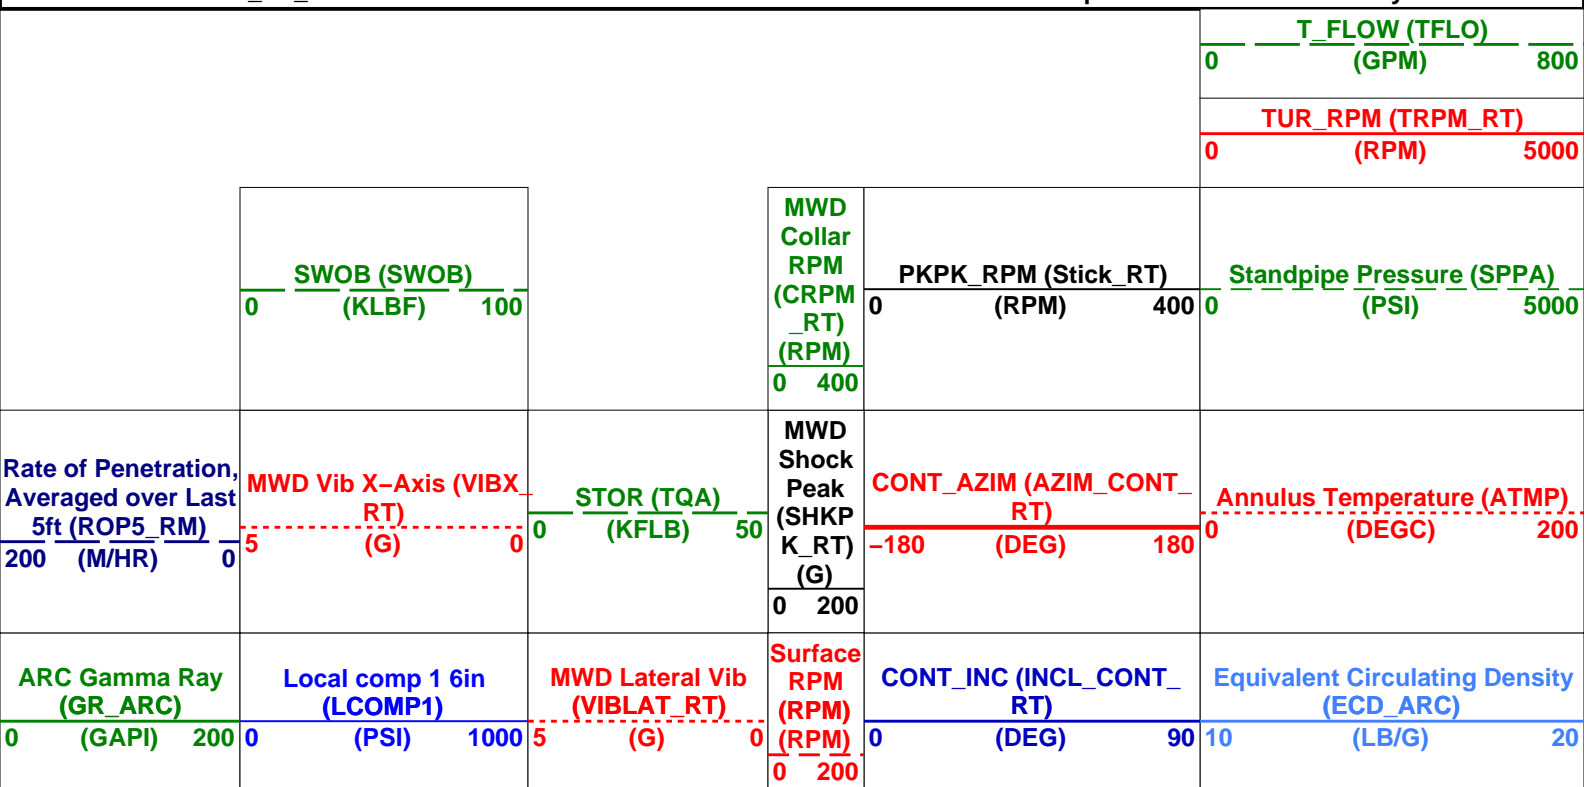 T_FLOW (TFLO)
0 (GPM) 800
TUR_RPM (TRPM_RT)
0 (RPM) 5000
SWOB (SWOB)
0 (KLBF) 100
MWD
Collar
RPM
(CRPM
_RT)
(RPM)
0 400
PKPK_RPM (Stick_RT)
0 (RPM) 400
Standpipe Pressure (SPPA)
0 (PSI) 5000
Rate of Penetration,
Averaged over Last
5ft (ROP5_RM)
200 (M/HR) 0
MWD Vib X−Axis (VIBX_
RT)
5 (G) 0
STOR (TQA)
0 (KFLB) 50
MWD
Shock
Peak
(SHKP
K_RT)
(G)
0 200
CONT_AZIM (AZIM_CONT_
RT)
−180 (DEG) 180
Annulus Temperature (ATMP)
0 (DEGC) 200
ARC Gamma Ray
(GR_ARC)
0 (GAPI) 200
Local comp 1 6in
(LCOMP1)
0 (PSI) 1000
MWD Lateral Vib
(VIBLAT_RT)
5 (G) 0
Surface
RPM
(RPM)
(RPM)
0 200
CONT_INC (INCL_CONT_
RT)
0 (DEG) 90
Equivalent Circulating Density
(ECD_ARC)
10 (LB/G) 20